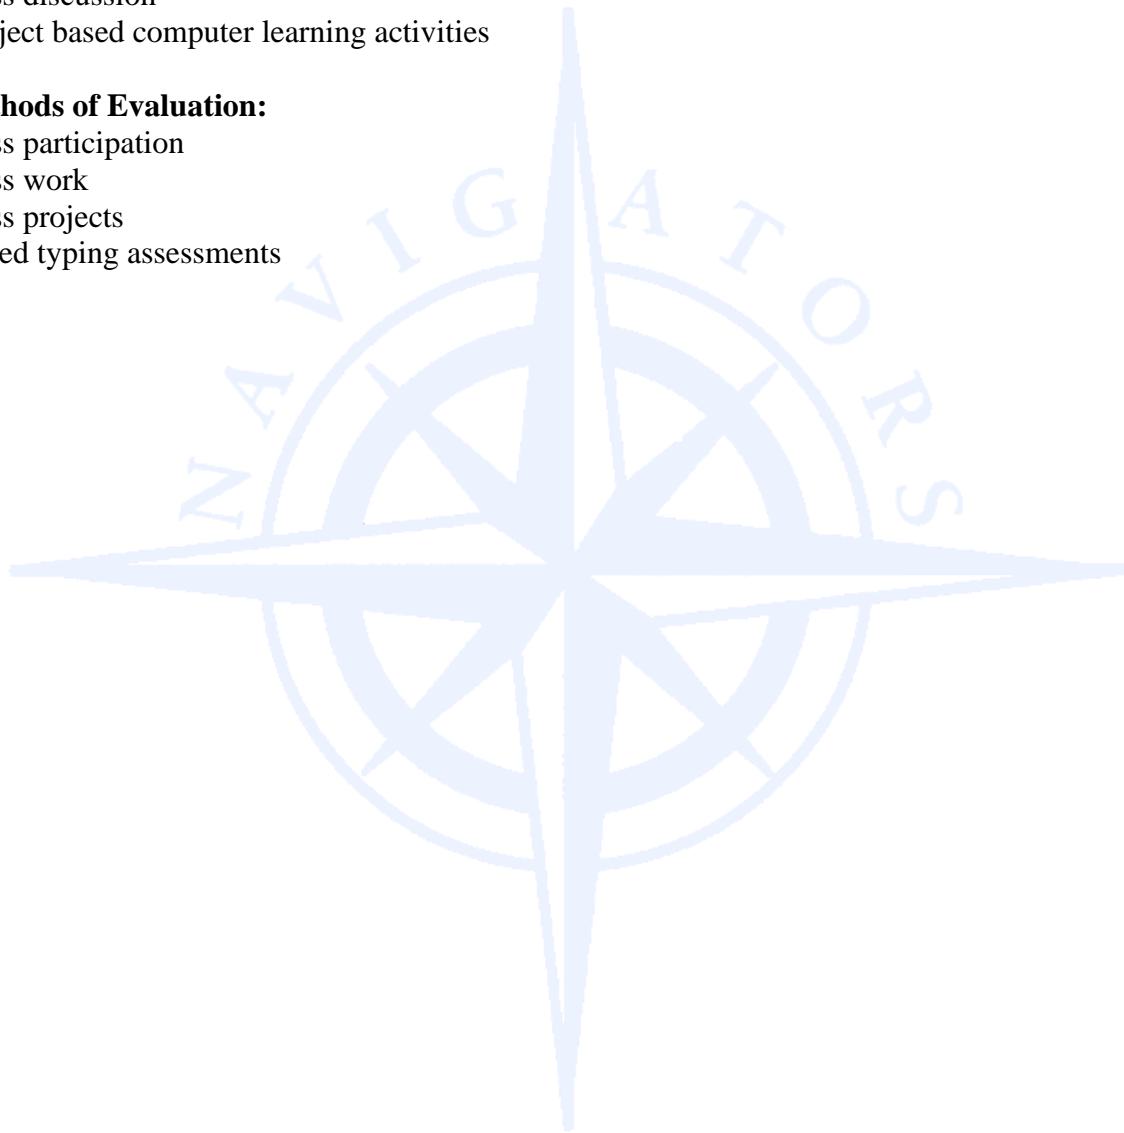 ss discussion
ject based computer learning activities
hods of Evaluation:
ss participation
ss work
ss projects
ed typing assessments
NAVIGATORS